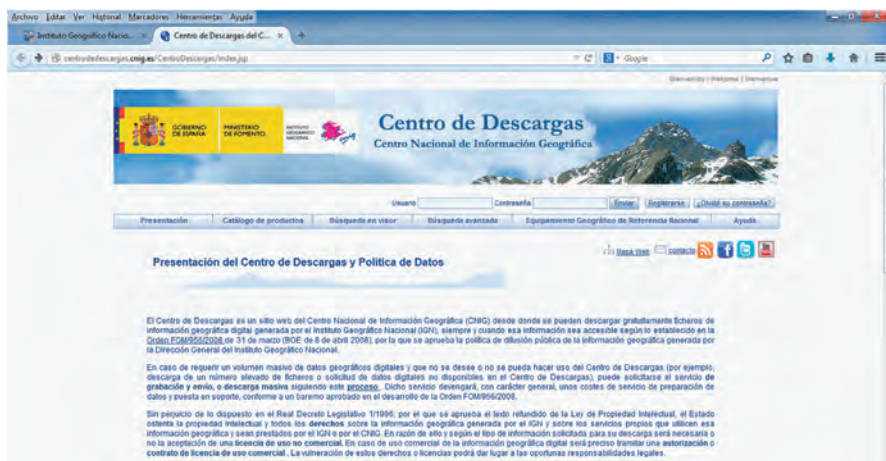 Archivo Editar Ver Historial Marcadores Herramientas Ayuda
Instituto Geográfico Nacio... × Centro de Descargas del C... × +
centrodedescargas.cnig.es/CentroDescargas/index.jsp Google
Bienvenido | Welcome | Bienvenue
GOBIERNO DE ESPAÑA MINISTERIO DE FOMENTO INSTITUTO GEOGRÁFICO NACIONAL cnig
Centro de Descargas
Centro Nacional de Información Geográfica
Usuario Contraseña Enviar Registrarse ¿Olvidó su contraseña?
Presentación Catálogo de productos Búsqueda en visor Búsqueda avanzada Equipamiento Geográfico de Referencia Nacional Ayuda
Mapa Web contacto
Presentación del Centro de Descargas y Política de Datos
El Centro de Descargas es un sitio web del Centro Nacional de Información Geográfica (CNIG) desde donde se pueden descargar gratuitamente ficheros de
información geográfica digital generada por el Instituto Geográfico Nacional (IGN), siempre y cuando esa información sea accesible según lo establecido en la
Orden FOM/956/2008 de 31 de marzo (BOE de 8 de abril 2008), por la que se aprueba la política de difusión pública de la información geográfica generada por
la Dirección General del Instituto Geográfico Nacional.
En caso de requerir un volumen masivo de datos geográficos digitales y que no se desee o no se pueda hacer uso del Centro de Descargas (por ejemplo,
descarga de un número elevado de ficheros o solicitud de datos digitales no disponibles en el Centro de Descargas), puede solicitarse el servicio de
grabación y envío, o descarga masiva siguiendo este proceso . Dicho servicio devengará, con carácter general, unos costes de servicio de preparación de
datos y puesta en soporte, conforme a un baremo aprobado en el desarrollo de la Orden FOM/956/2008.
Sin perjuicio de lo dispuesto en el Real Decreto Legislativo 1/1996, por el que se aprueba el texto refundido de la Ley de Propiedad Intelectual, el Estado
ostenta la propiedad intelectual y todos los derechos sobre la información geográfica generada por el IGN y sobre los servicios propios que utilicen esa
información geográfica y sean prestados por el IGN o por el CNIG. En razón de ello y según el tipo de información solicitada para su descarga será necesaria o
no la aceptación de una licencia de uso no comercial. En caso de uso comercial de la información geográfica digital será preciso tramitar una autorización o
contrato de licencia de uso comercial . La vulneración de estos derechos o licencias podrá dar lugar a las oportunas responsabilidades legales.